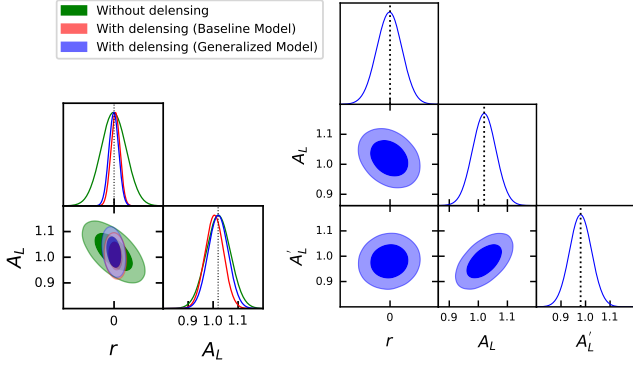 Without delensing
With delensing (Baseline Model)
With delensing (Generalized Model)
1.1
1.0
0.9
A_L
0
r
0.9 1.0 1.1
A_L
1.1
1.0
0.9
A_L
1.1
1.0
0.9
A_L'
0
r
0.9 1.0 1.1
A_L
0.9 1.0 1.1
A_L'